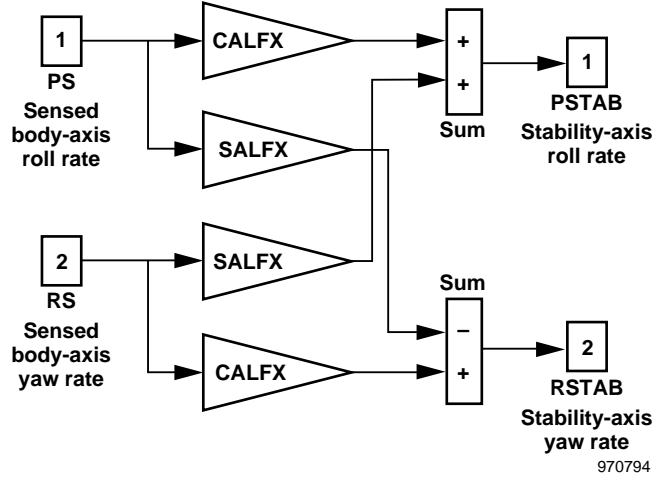 1
PS
Sensed
body-axis
roll rate
CALFX
SALFX
+
+
Sum
1
PSTAB
Stability-axis
roll rate
2
RS
Sensed
body-axis
yaw rate
SALFX
CALFX
Sum
–
+
2
RSTAB
Stability-axis
yaw rate
970794